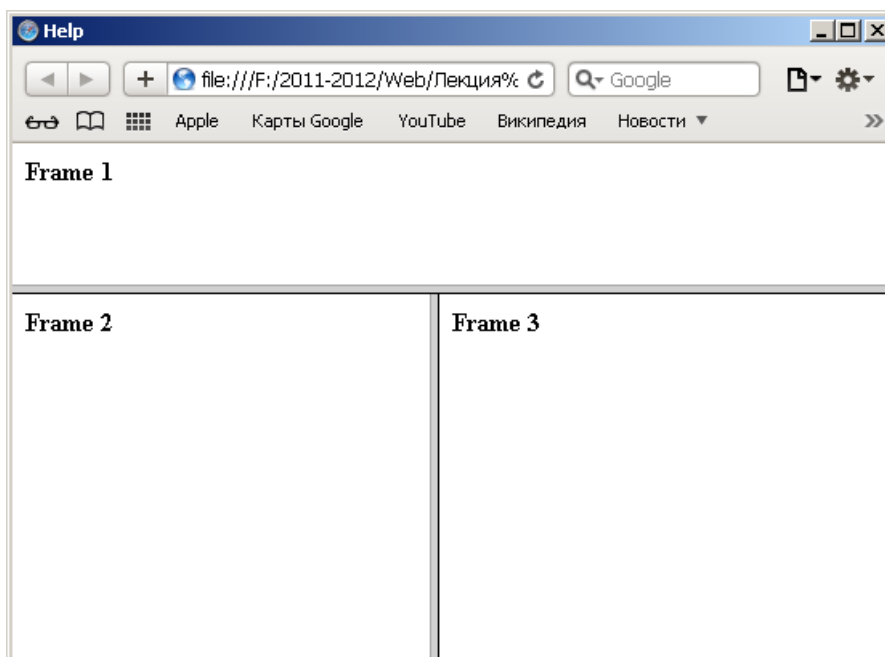 Help
file:///F:/2011-2012/Web/Лекция%
Google
Apple Карты Google YouTube Википедия Новости
Frame 1
Frame 2 Frame 3